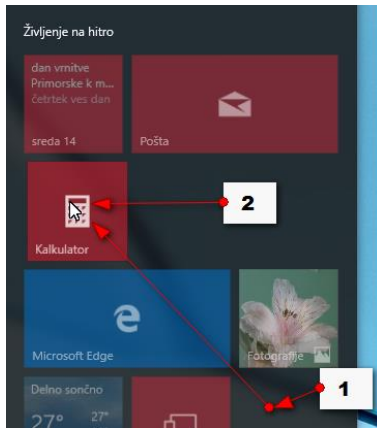 Življenje na hitro
dan vrnitve
Primorske k m...
četrtek ves dan
sreda 14
Pošta
2
Kalkulator
Microsoft Edge
Fotografije
1
Delno sončno
27°
27°